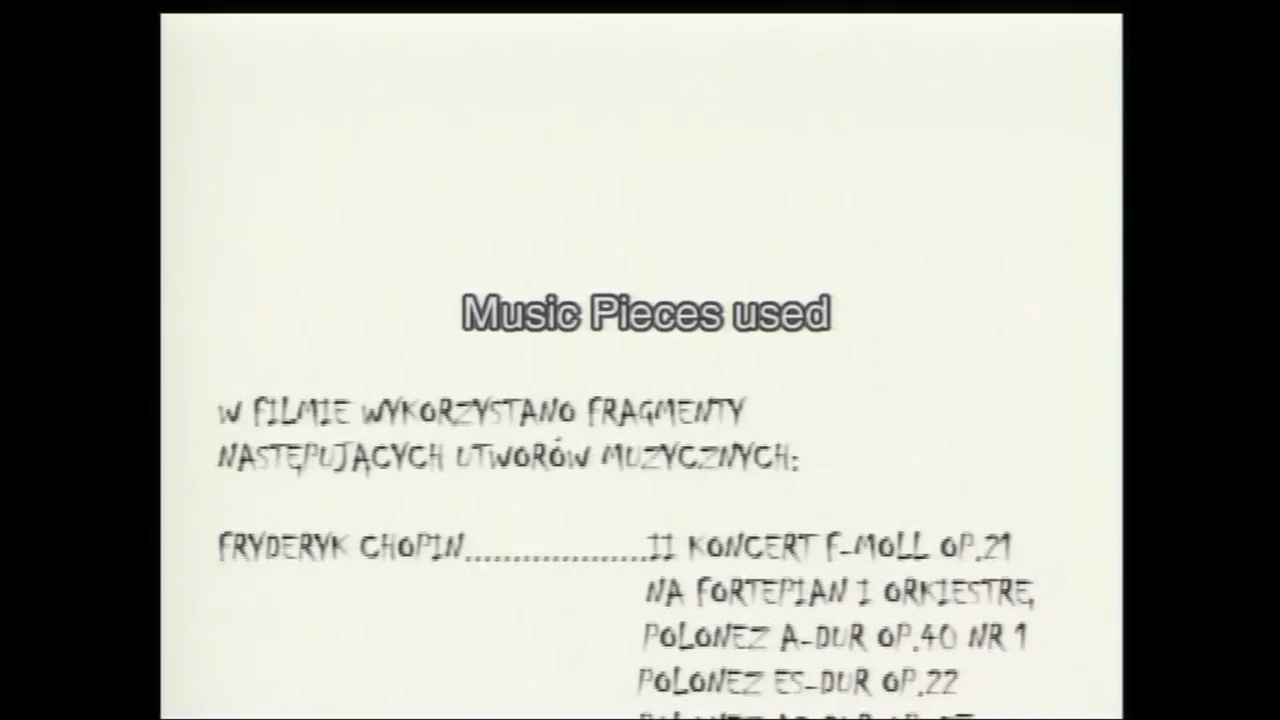 Music Pieces used
W FILMIE WYKORZYSTANO FRAGMENTY
NASTĘPUJĄCYCH UTWORÓW MUZYCZNYCH:
FRYDERYK CHOPIN...................II KONCERT F-MOLL OP.21
NA FORTEPIAN I ORKIESTRĘ
POLONEZ A-DUR OP.40 NR 1
POLONEZ ES-DUR OP.22